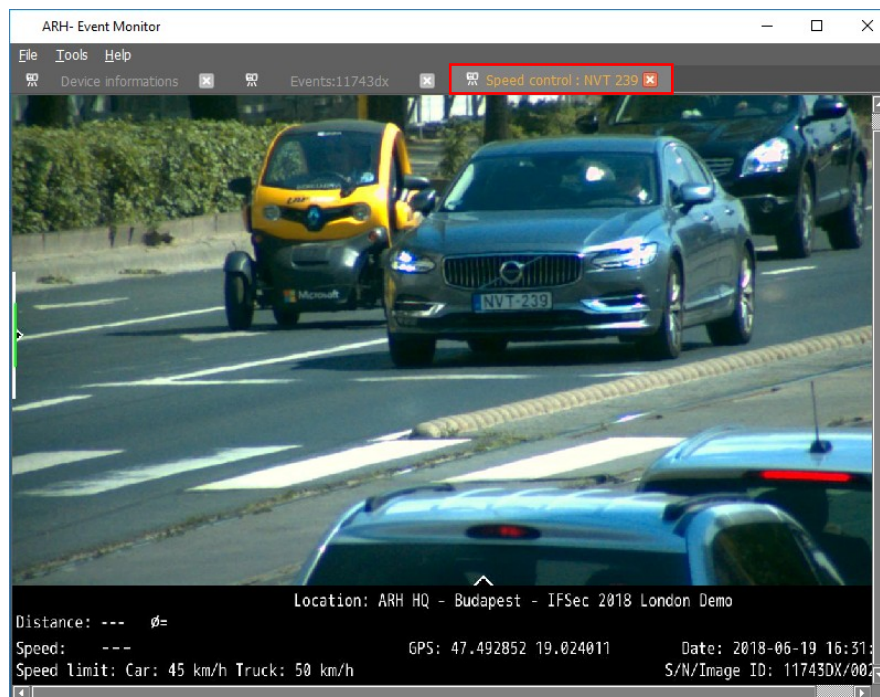 ARH- Event Monitor
File Tools Help
Device informations Events:11743dx Speed control : NVT 239
Microsoft
NVT-239
Location: ARH HQ - Budapest - IFSec 2018 London Demo
Distance: --- ø=
Speed: --- GPS: 47.492852 19.024011 Date: 2018-06-19 16:31:
Speed limit: Car: 45 km/h Truck: 50 km/h S/N/Image ID: 11743DX/002